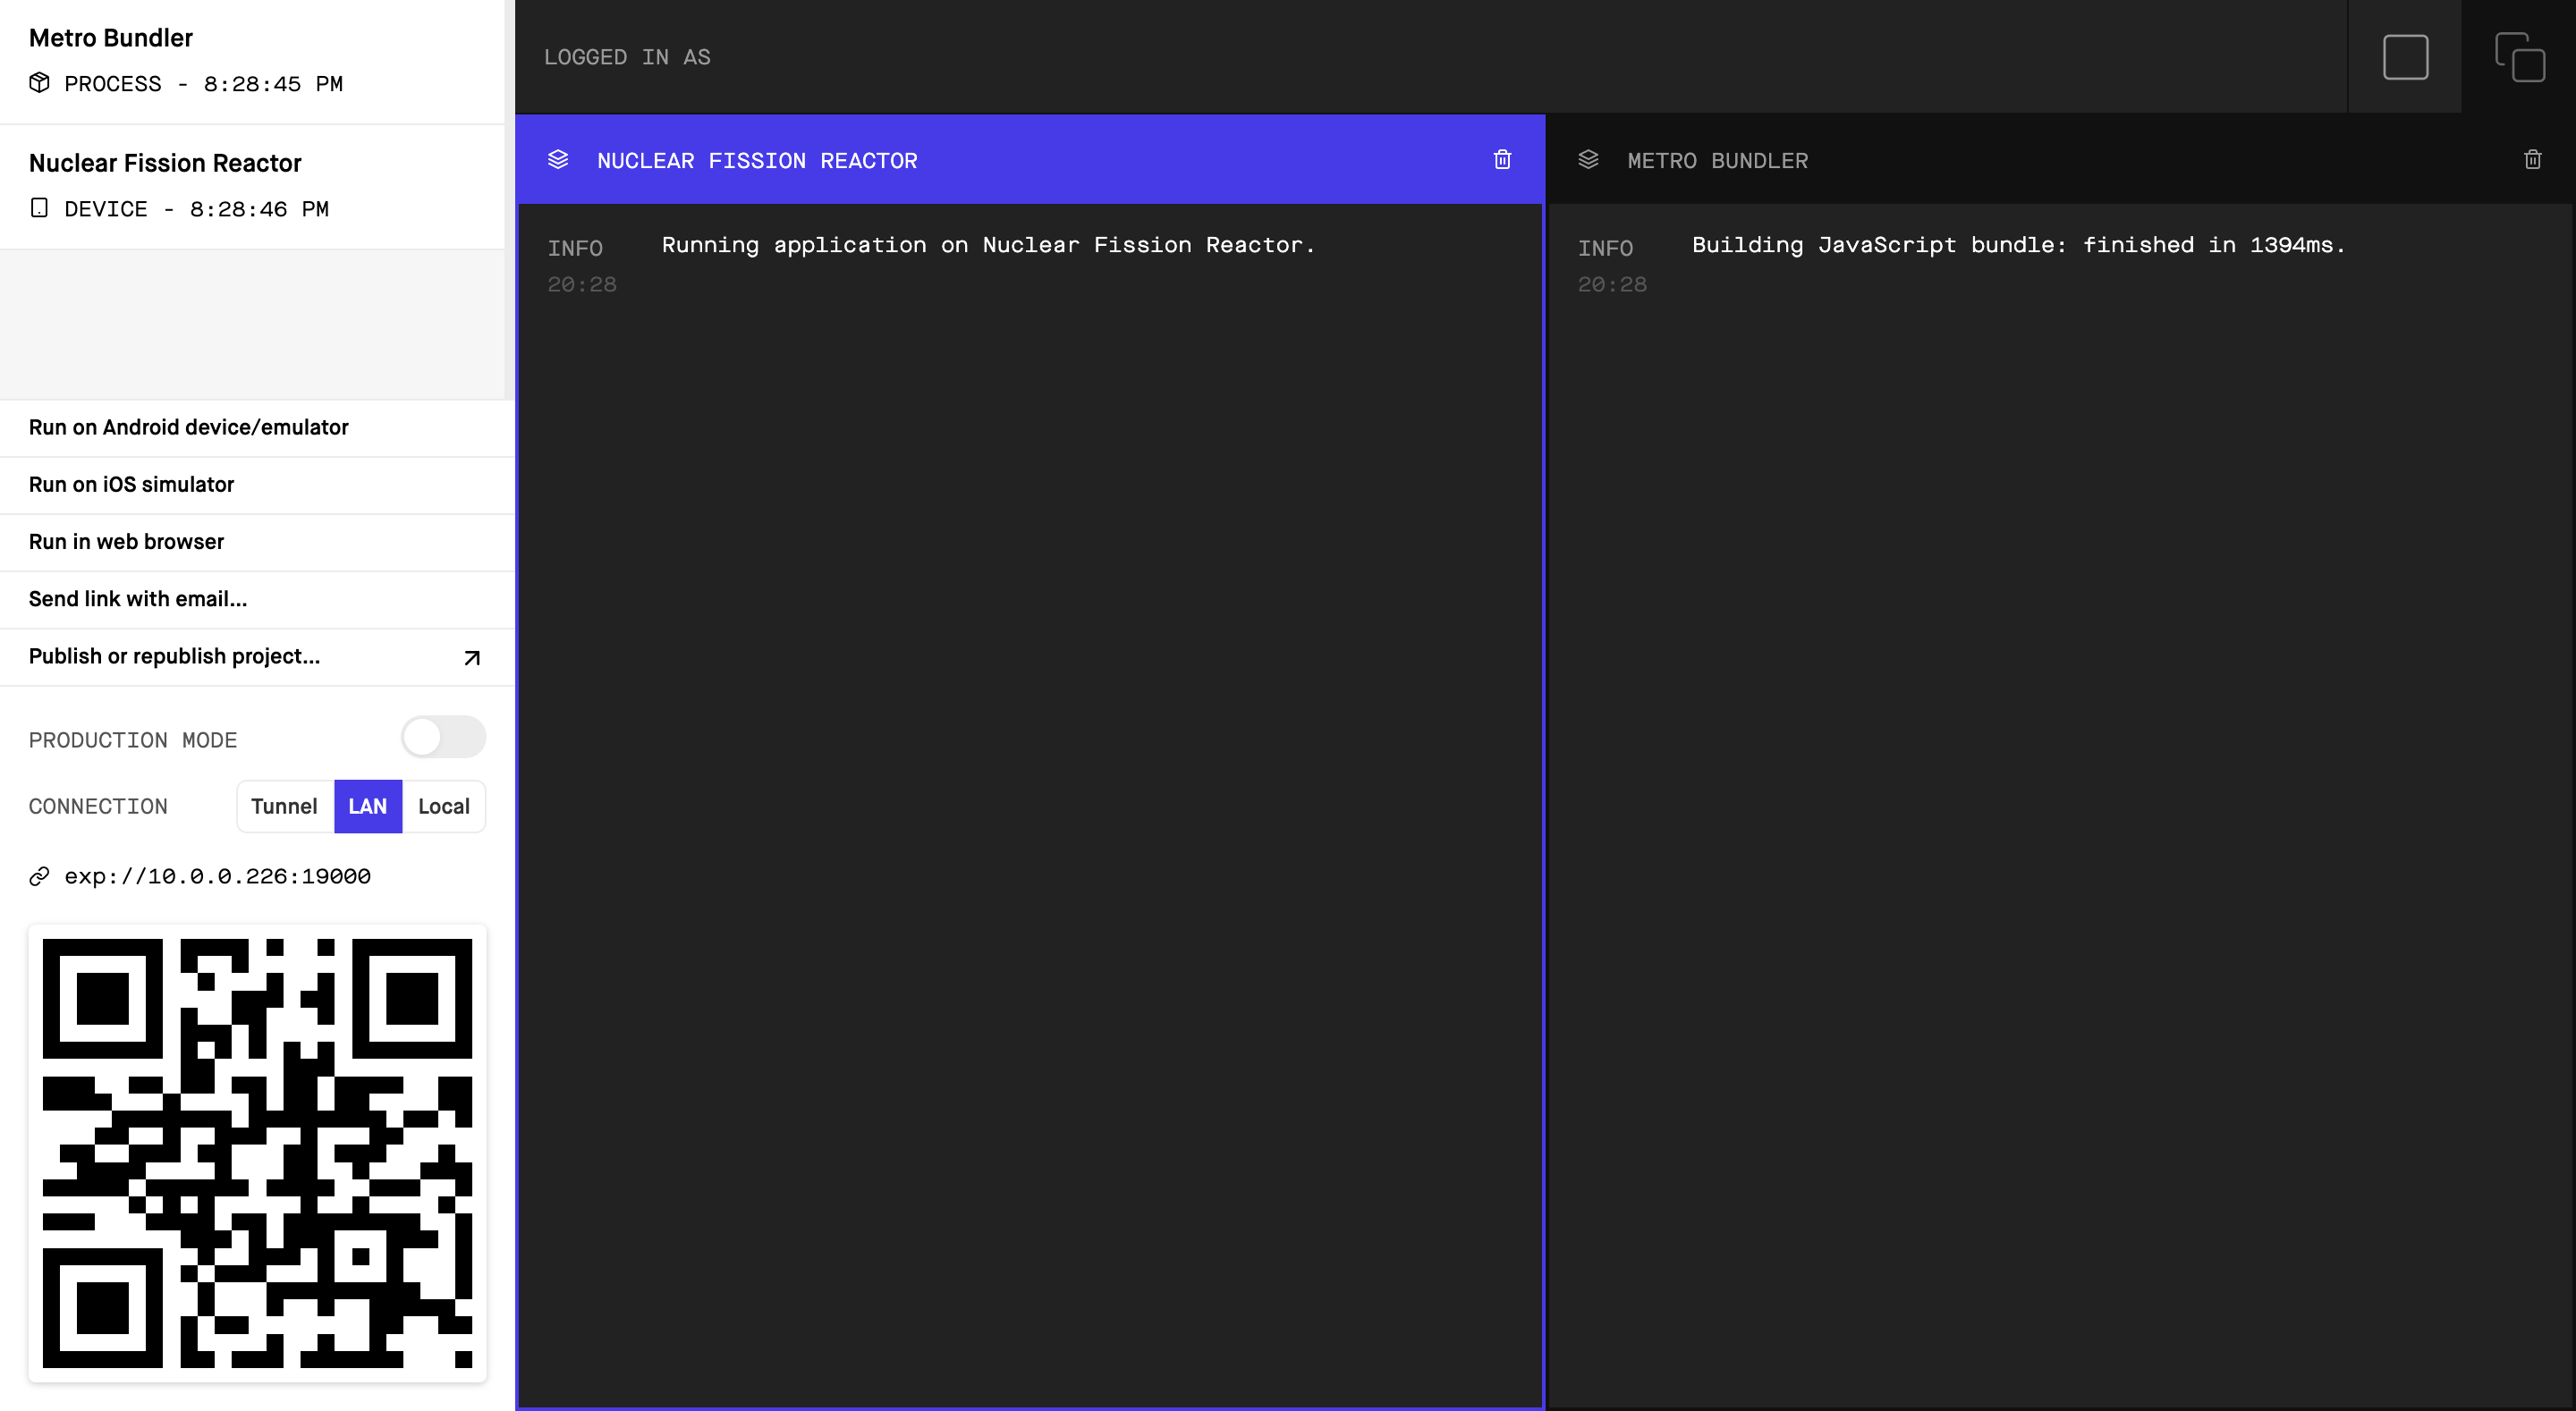 Metro Bundler
PROCESS - 8:28:45 PM
Nuclear Fission Reactor
DEVICE - 8:28:46 PM
Run on Android device/emulator
Run on iOS simulator
Run in web browser
Send link with email…
Publish or republish project…
PRODUCTION MODE
CONNECTION Tunnel LAN Local
exp://10.0.0.226:19000
LOGGED IN AS
NUCLEAR FISSION REACTOR
INFO Running application on Nuclear Fission Reactor.
20:28
METRO BUNDLER
INFO Building JavaScript bundle: finished in 1394ms.
20:28